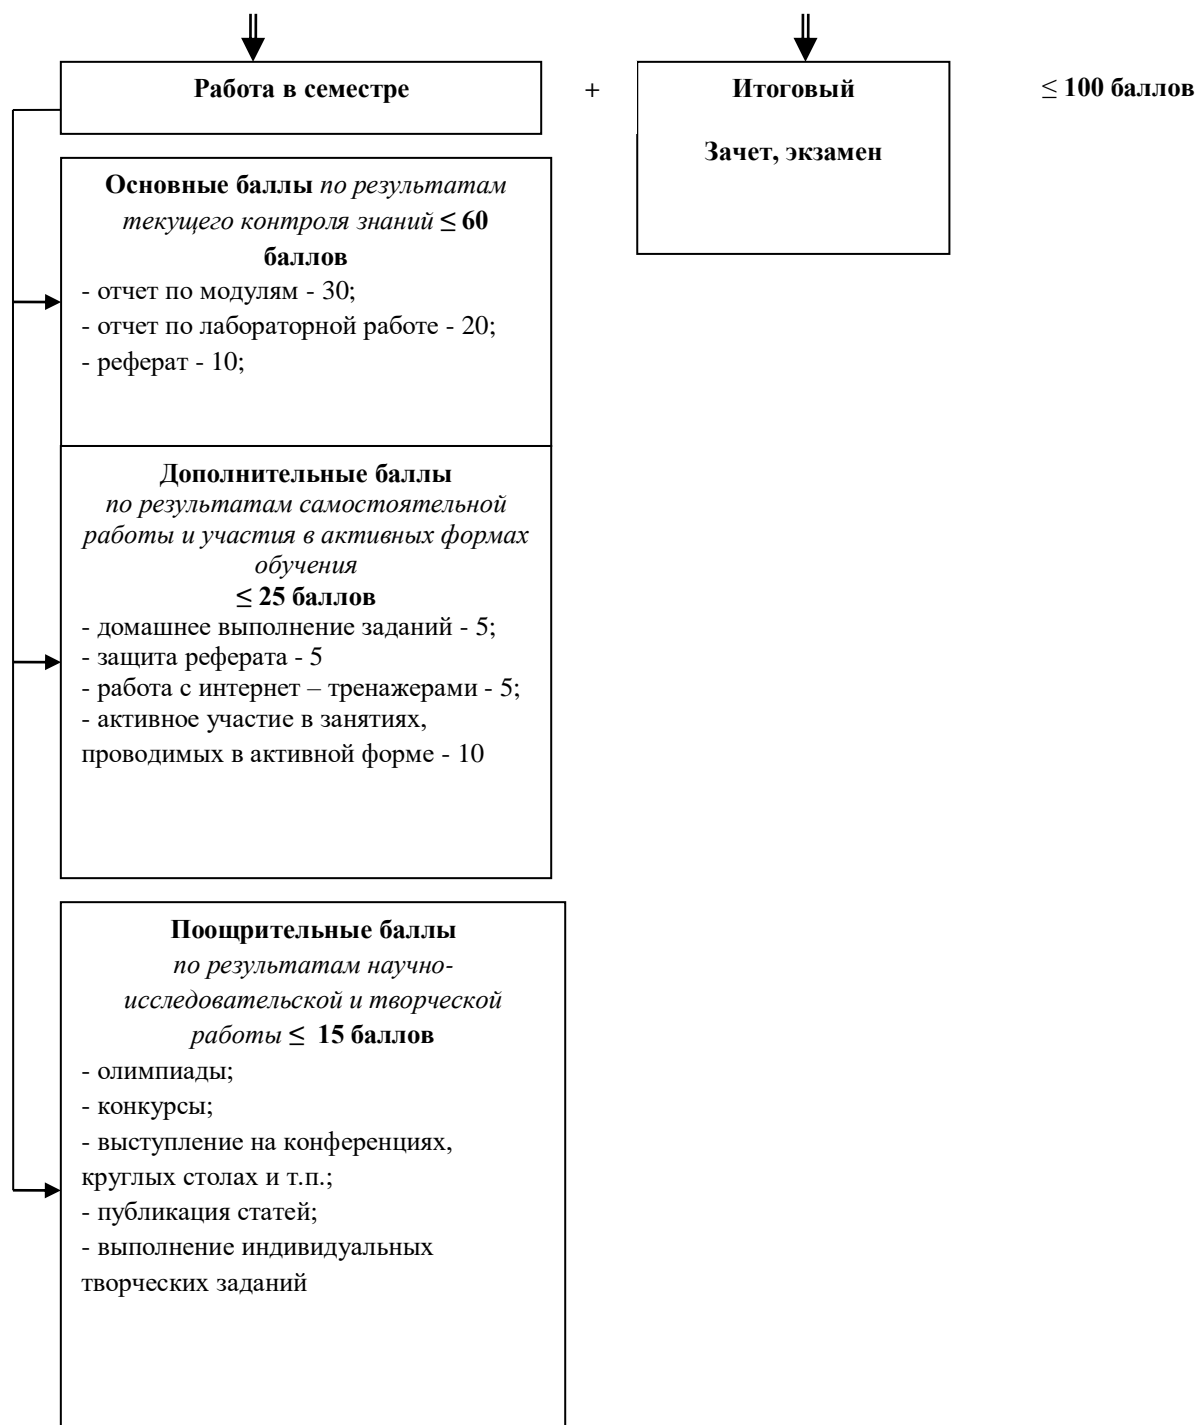 Работа в семестре
+
Итоговый
Зачет, экзамен
≤ 100 баллов
Основные баллы по результатам
текущего контроля знаний ≤ 60
баллов
- отчет по модулям - 30;
- отчет по лабораторной работе - 20;
- реферат - 10;
Дополнительные баллы
по результатам самостоятельной
работы и участия в активных формах
обучения
≤ 25 баллов
- домашнее выполнение заданий - 5;
- защита реферата - 5
- работа с интернет – тренажерами - 5;
- активное участие в занятиях,
проводимых в активной форме - 10
Поощрительные баллы
по результатам научно-
исследовательской и творческой
работы ≤ 15 баллов
- олимпиады;
- конкурсы;
- выступление на конференциях,
круглых столах и т.п.;
- публикация статей;
- выполнение индивидуальных
творческих заданий